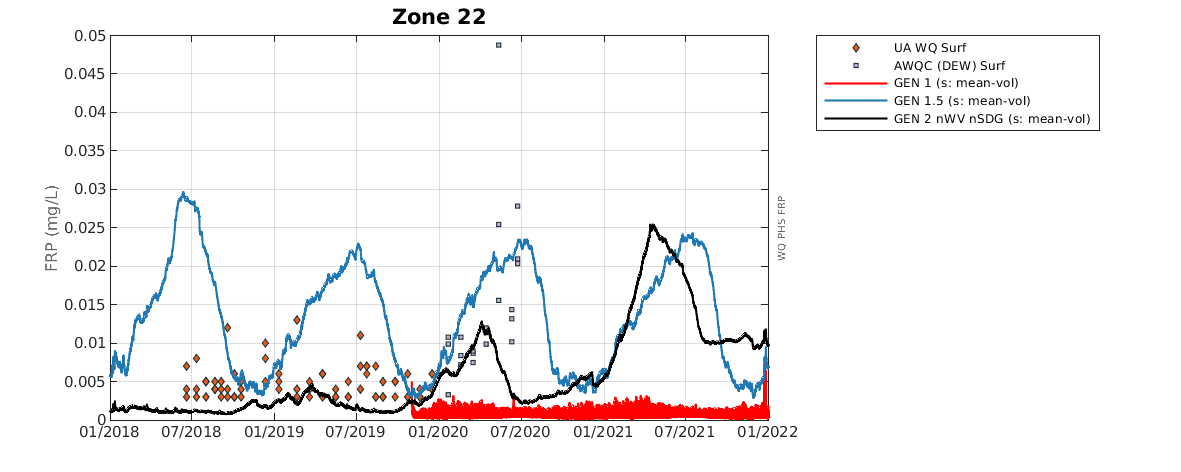 Zone 22
FRP (mg/L)
0.05
0.045
0.04
0.035
0.03
0.025
0.02
0.015
0.01
0.005
0
01/2018 07/2018 01/2019 07/2019 01/2020 07/2020 01/2021 07/2021 01/2022
WQ PHS FRP
UA WQ Surf
AWQC (DEW) Surf
GEN 1 (s: mean-vol)
GEN 1.5 (s: mean-vol)
GEN 2 nWV nSDG (s: mean-vol)